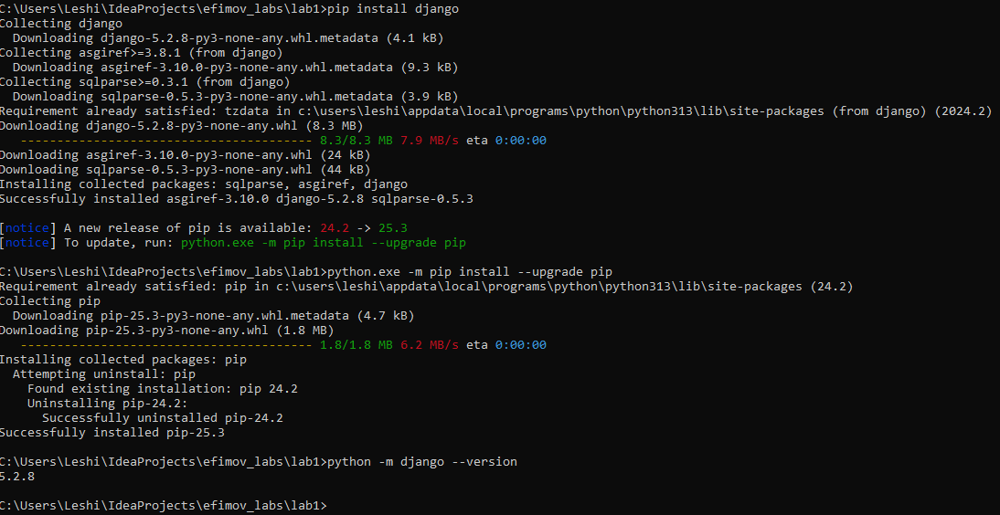 C:\Users\Leshi\IdeaProjects\efimov_labs\lab1>pip install django
Collecting django
  Downloading django-5.2.8-py3-none-any.whl.metadata (4.1 kB)
Collecting asgiref>=3.8.1 (from django)
  Downloading asgiref-3.10.0-py3-none-any.whl.metadata (9.3 kB)
Collecting sqlparse>=0.3.1 (from django)
  Downloading sqlparse-0.5.3-py3-none-any.whl.metadata (3.9 kB)
Requirement already satisfied: tzdata in c:\users\leshi\appdata\local\programs\python\python313\lib\site-packages (from django) (2024.2)
Downloading django-5.2.8-py3-none-any.whl (8.3 MB)
   ---------------------------------------- 8.3/8.3 MB 7.9 MB/s eta 0:00:00
Downloading asgiref-3.10.0-py3-none-any.whl (24 kB)
Downloading sqlparse-0.5.3-py3-none-any.whl (44 kB)
Installing collected packages: sqlparse, asgiref, django
Successfully installed asgiref-3.10.0 django-5.2.8 sqlparse-0.5.3
[notice] A new release of pip is available: 24.2 -> 25.3
[notice] To update, run: python.exe -m pip install --upgrade pip
C:\Users\Leshi\IdeaProjects\efimov_labs\lab1>python.exe -m pip install --upgrade pip
Requirement already satisfied: pip in c:\users\leshi\appdata\local\programs\python\python313\lib\site-packages (24.2)
Collecting pip
  Downloading pip-25.3-py3-none-any.whl.metadata (4.7 kB)
Downloading pip-25.3-py3-none-any.whl (1.8 MB)
   ---------------------------------------- 1.8/1.8 MB 6.2 MB/s eta 0:00:00
Installing collected packages: pip
  Attempting uninstall: pip
    Found existing installation: pip 24.2
    Uninstalling pip-24.2:
      Successfully uninstalled pip-24.2
Successfully installed pip-25.3
C:\Users\Leshi\IdeaProjects\efimov_labs\lab1>python -m django --version
5.2.8
C:\Users\Leshi\IdeaProjects\efimov_labs\lab1>